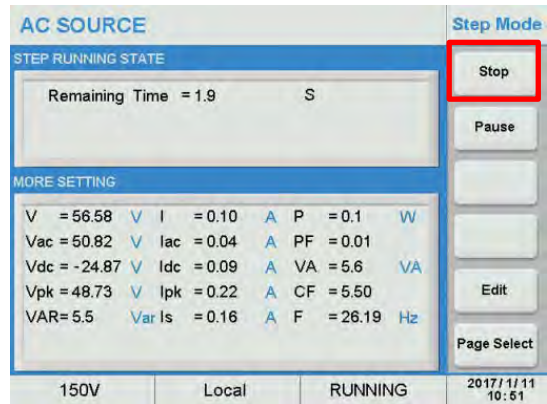 AC SOURCE
Step Mode
STEP RUNNING STATE
Remaining Time = 1.9 S
Stop
Pause
MORE SETTING
V = 56.58 V I = 0.10 A P = 0.1 W
Vac = 50.82 V Iac = 0.04 A PF = 0.01
Vdc = -24.87 V Idc = 0.09 A VA = 5.6 VA
Vpk = 48.73 V Ipk = 0.22 A CF = 5.50
VAR= 5.5 Var Is = 0.16 A F = 26.19 Hz
Edit
Page Select
150V Local RUNNING 2017/1/11
10:51